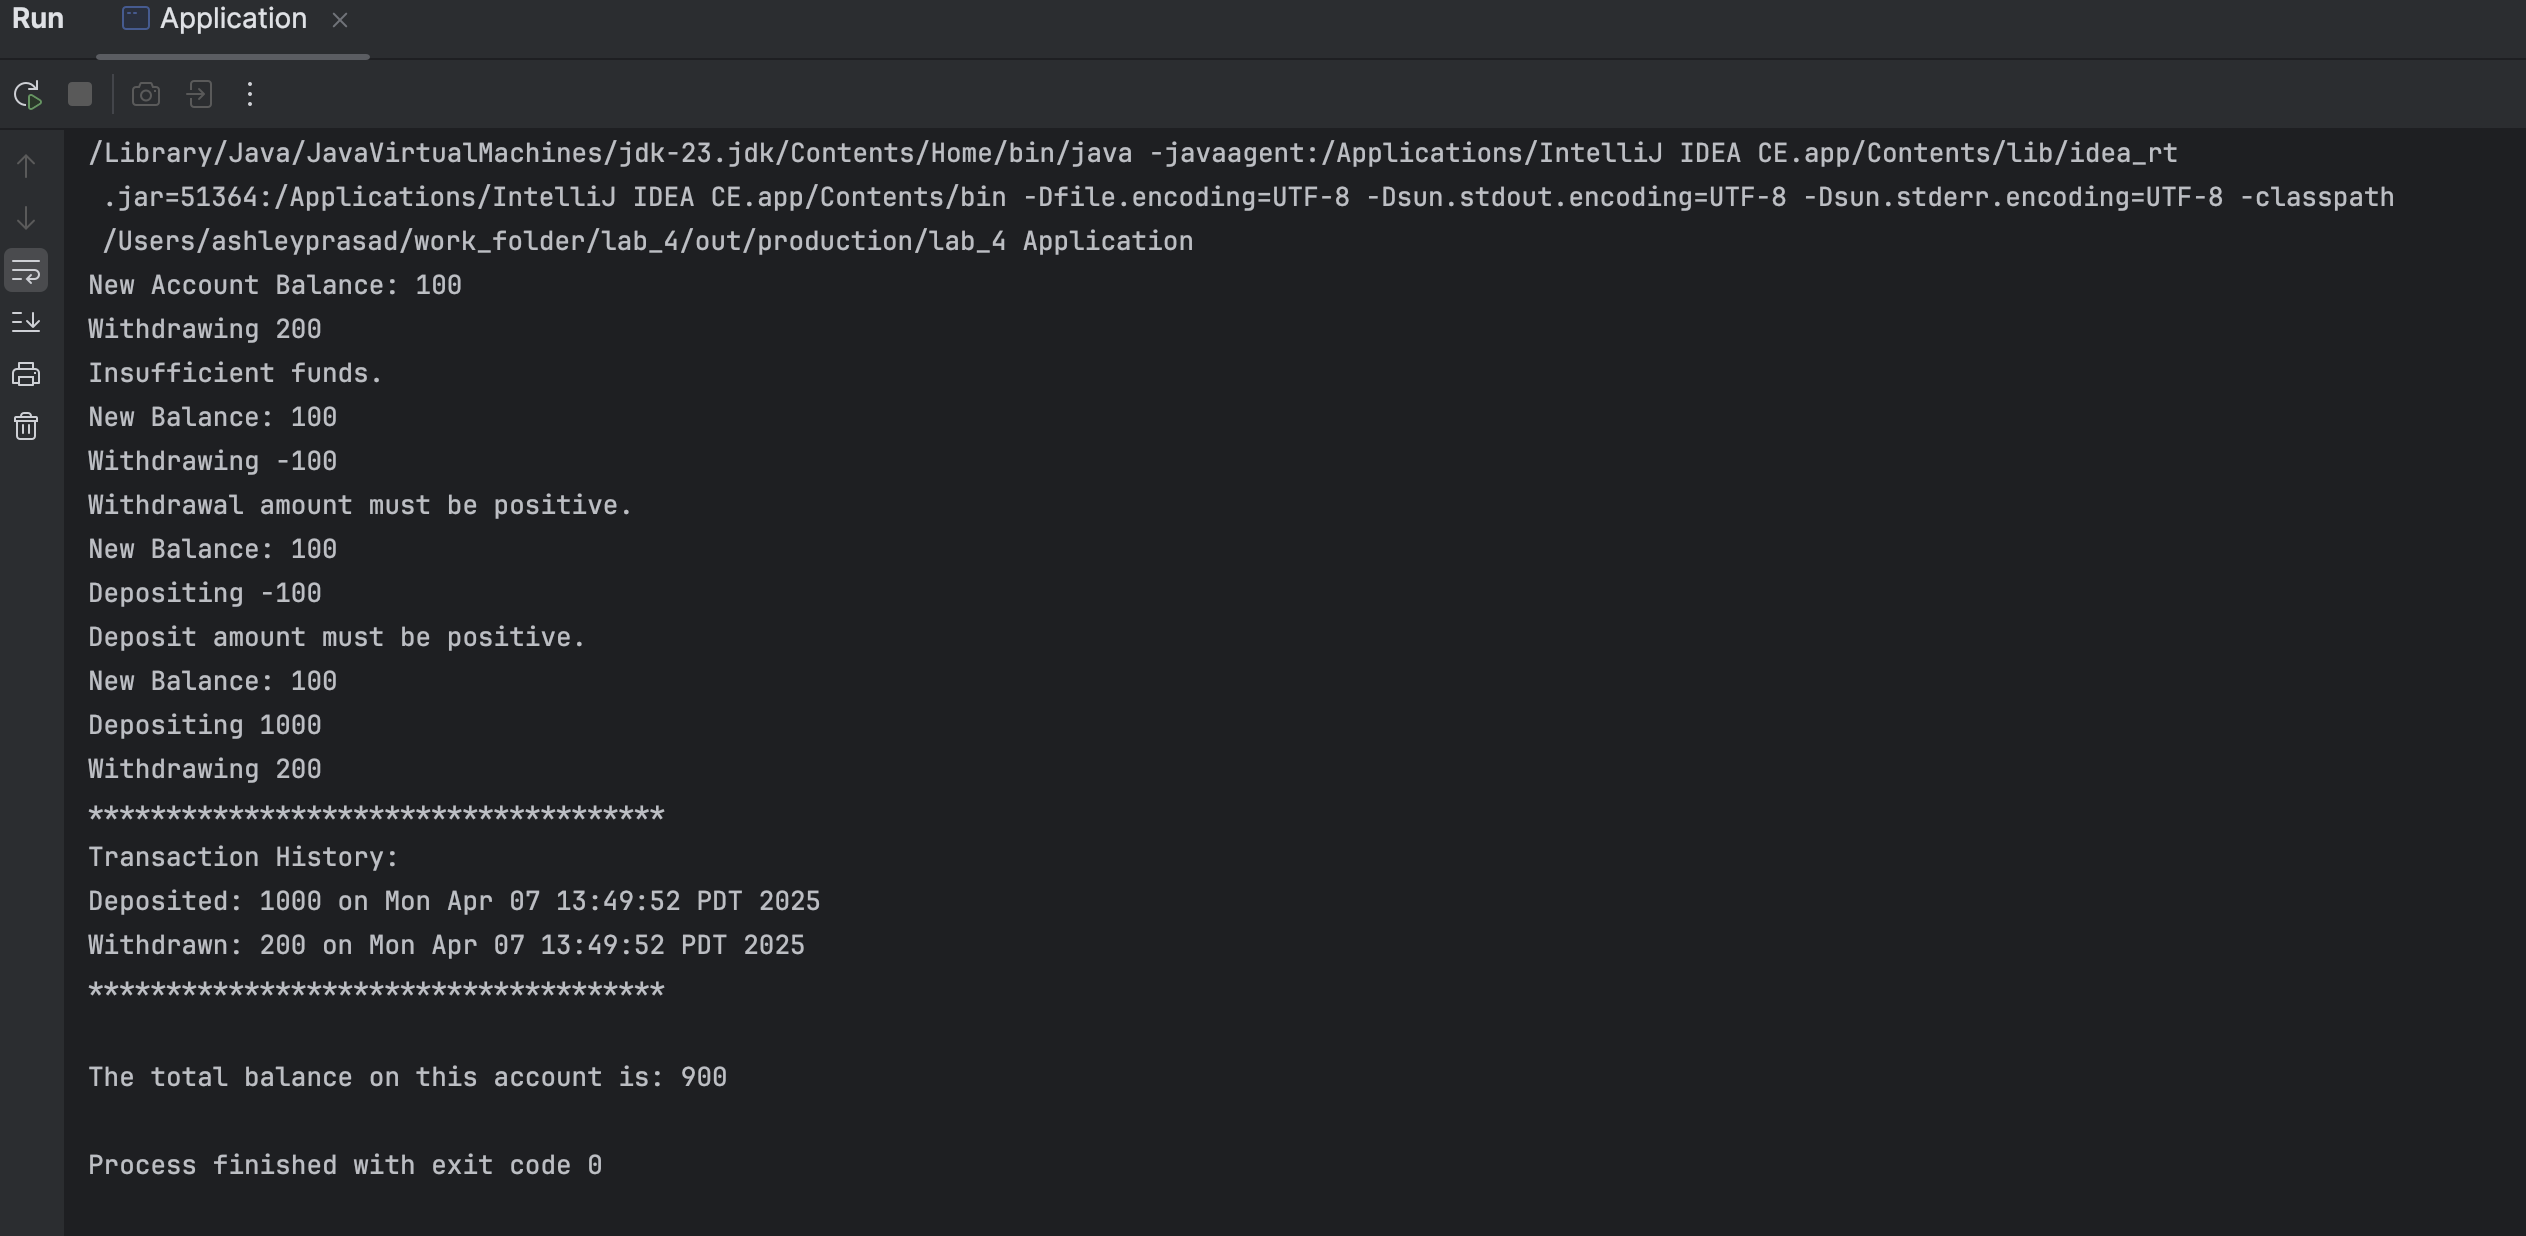 Run Application
/Library/Java/JavaVirtualMachines/jdk-23.jdk/Contents/Home/bin/java -javaagent:/Applications/IntelliJ IDEA CE.app/Contents/lib/idea_rt
.jar=51364:/Applications/IntelliJ IDEA CE.app/Contents/bin -Dfile.encoding=UTF-8 -Dsun.stdout.encoding=UTF-8 -Dsun.stderr.encoding=UTF-8 -classpath
/Users/ashleyprasad/work_folder/lab_4/out/production/lab_4 Application
New Account Balance: 100
Withdrawing 200
Insufficient funds.
New Balance: 100
Withdrawing -100
Withdrawal amount must be positive.
New Balance: 100
Depositing -100
Deposit amount must be positive.
New Balance: 100
Depositing 1000
Withdrawing 200
*************************************
Transaction History:
Deposited: 1000 on Mon Apr 07 13:49:52 PDT 2025
Withdrawn: 200 on Mon Apr 07 13:49:52 PDT 2025
*************************************
The total balance on this account is: 900
Process finished with exit code 0